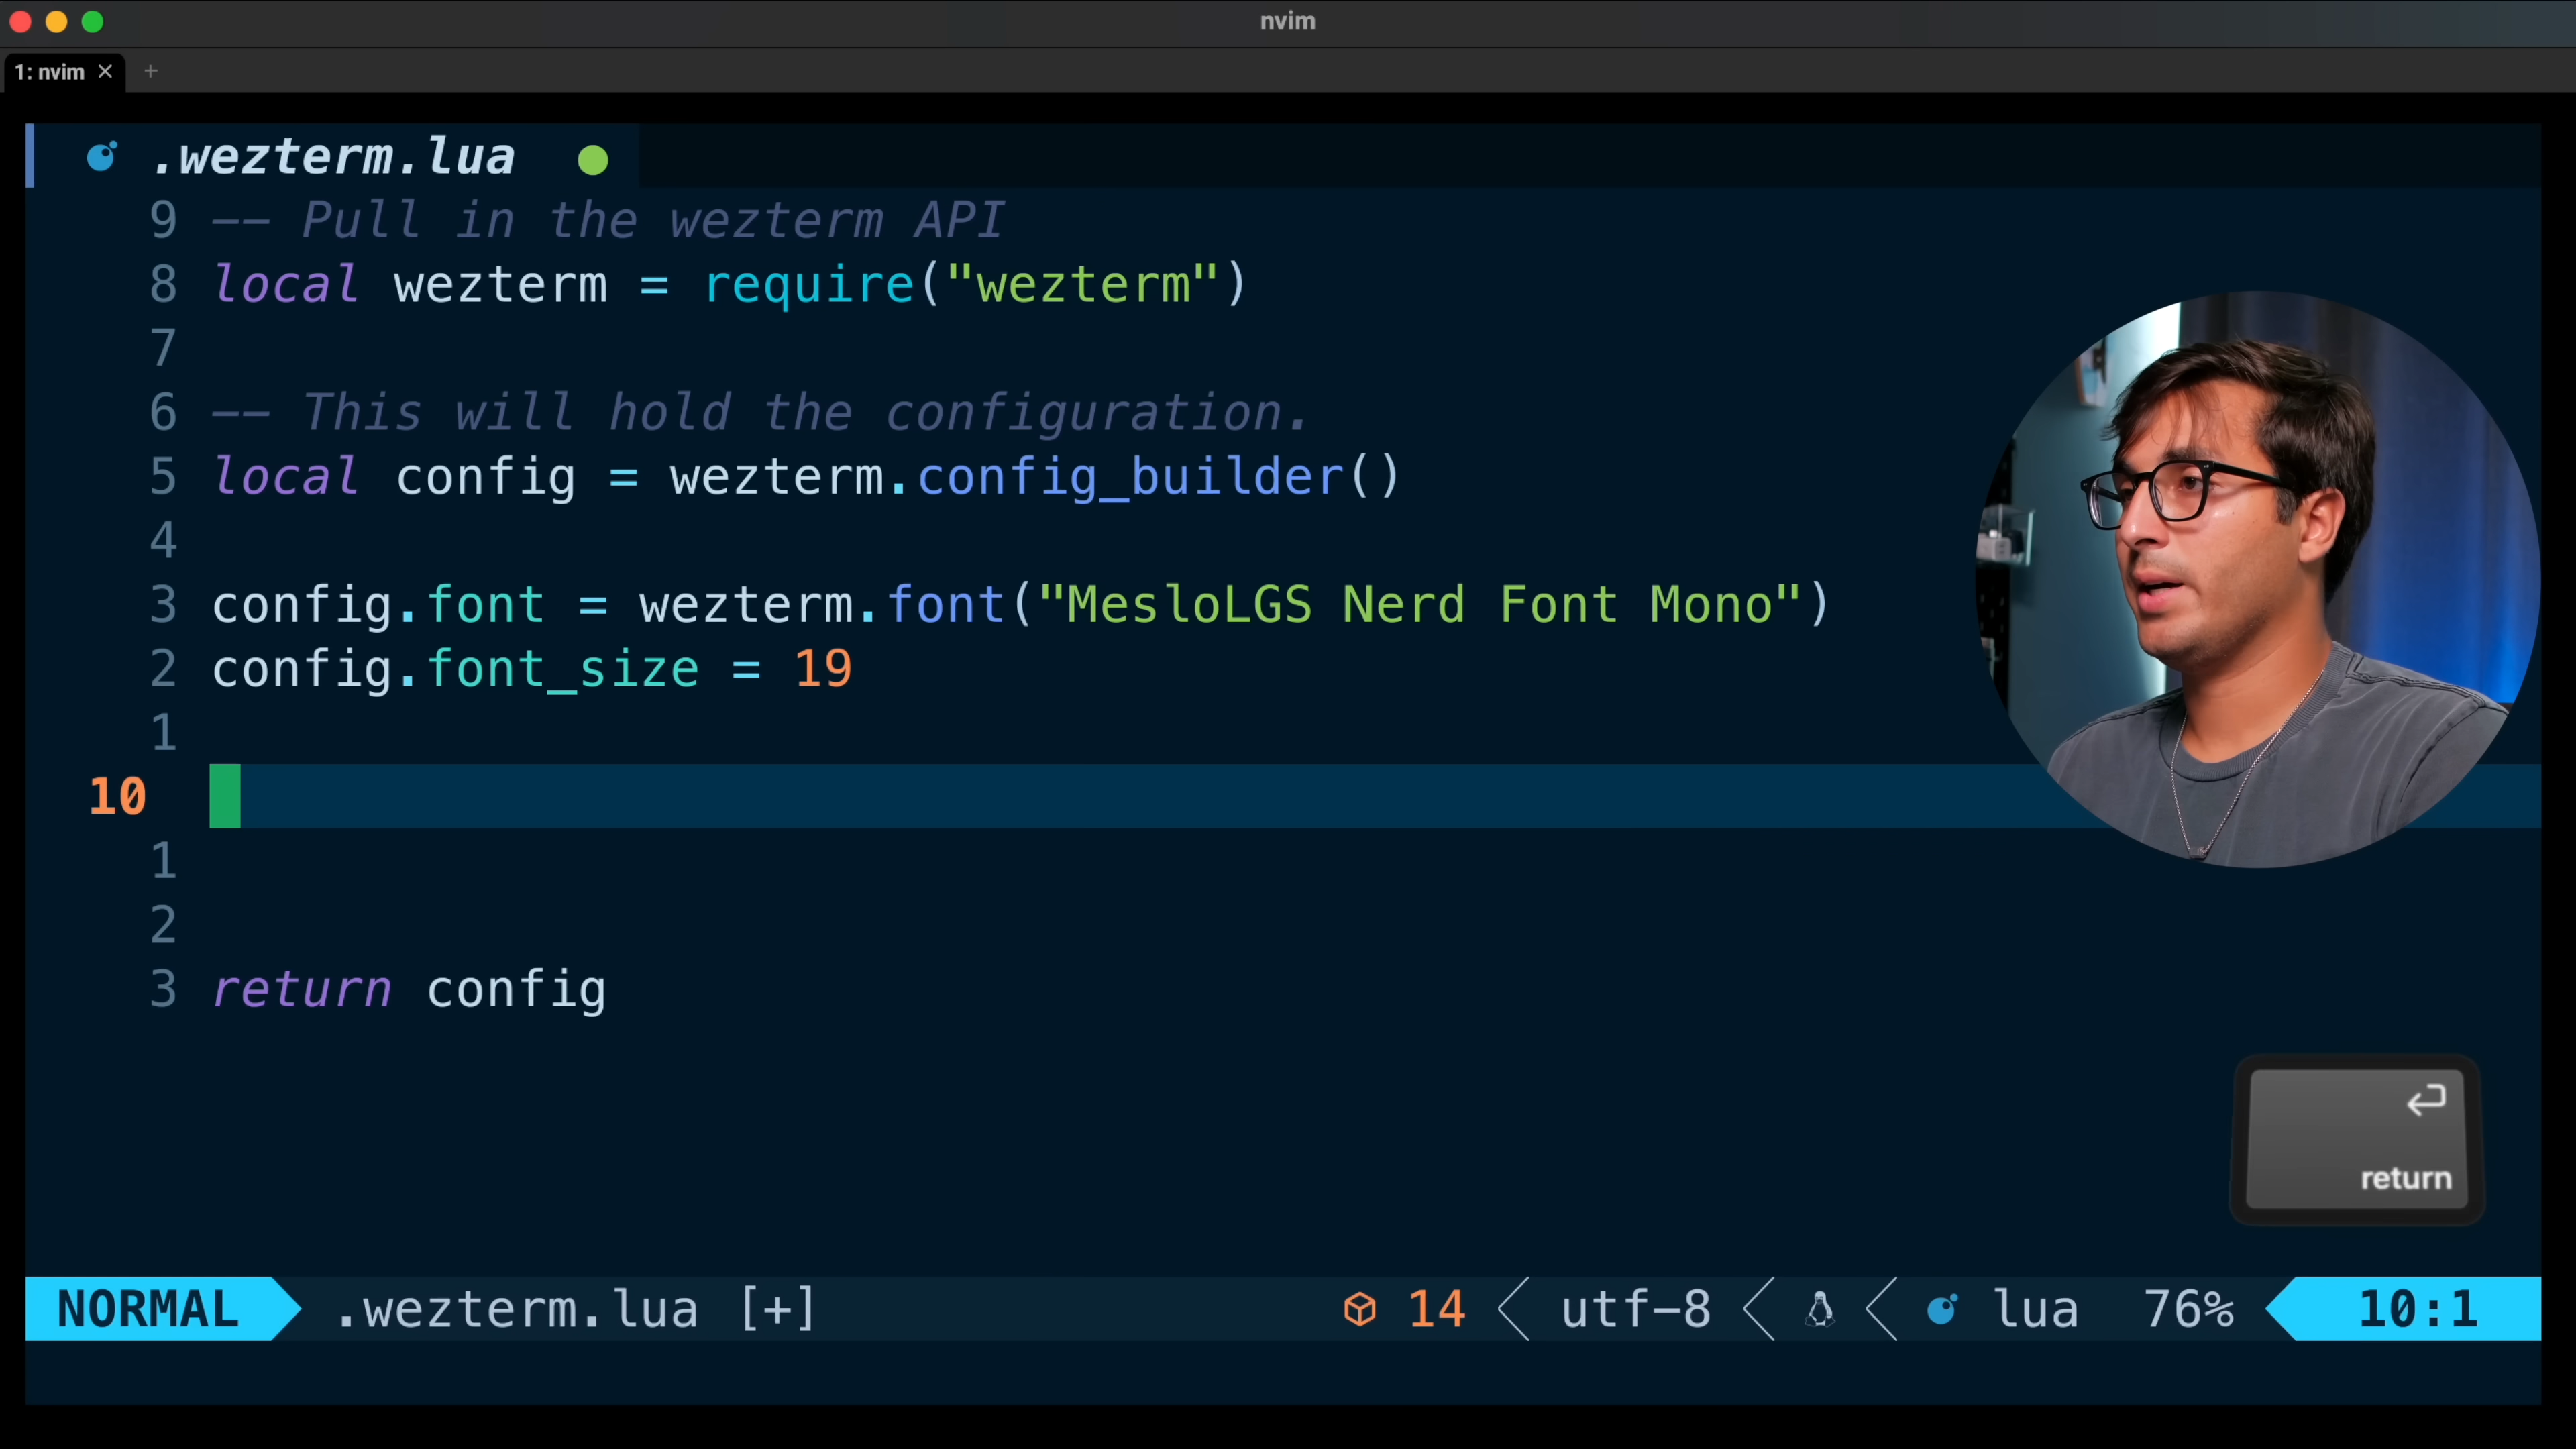 nvim
1: nvim × +
.wezterm.lua
9 -- Pull in the wezterm API
8 local wezterm = require("wezterm")
7
6 -- This will hold the configuration.
5 local config = wezterm.config_builder()
4
3 config.font = wezterm.font("MesloLGS Nerd Font Mono")
2 config.font_size = 19
1
10
1
2
3 return config
return
NORMAL .wezterm.lua [+] 14 utf-8 lua 76% 10:1